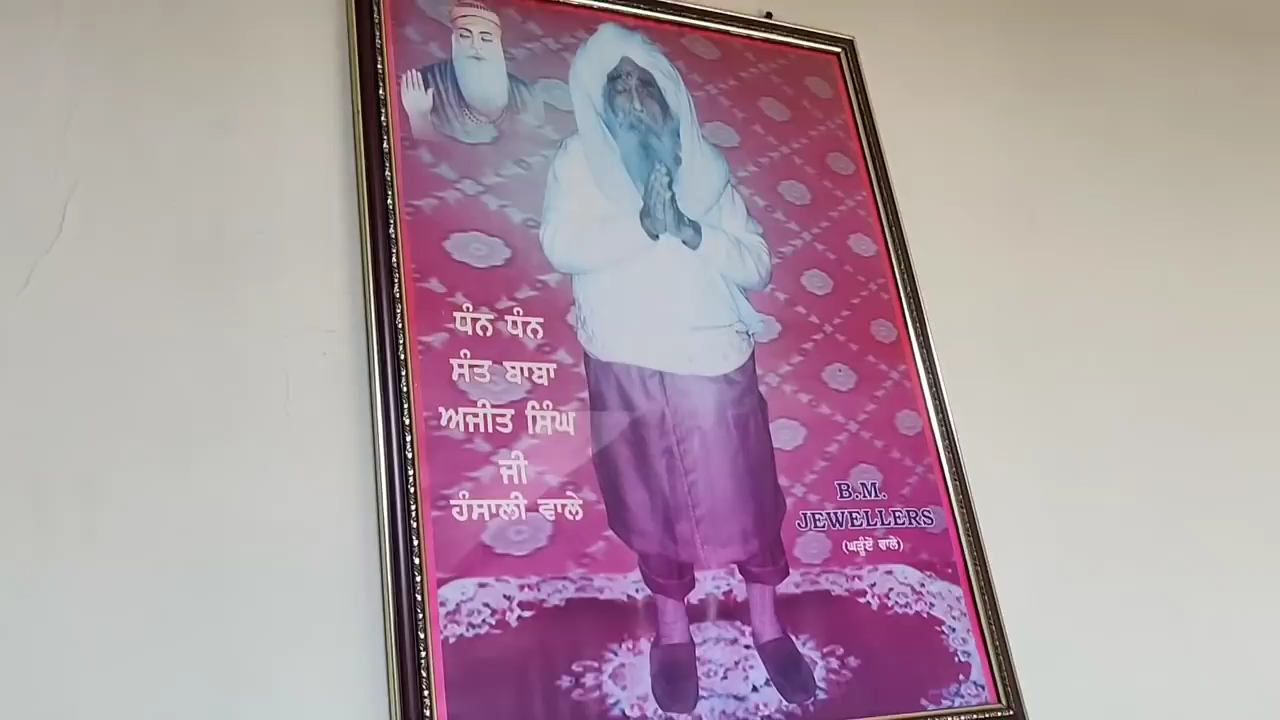 ਧੰਨ ਧੰਨ
ਸੰਤ ਬਾਬਾ
ਅਜੀਤ ਸਿੰਘ
ਜੀ
ਹੰਸਾਲੀ ਵਾਲੇ
B.M.
JEWELLERS
(ਘੜੂੰਏਂ ਵਾਲੇ)